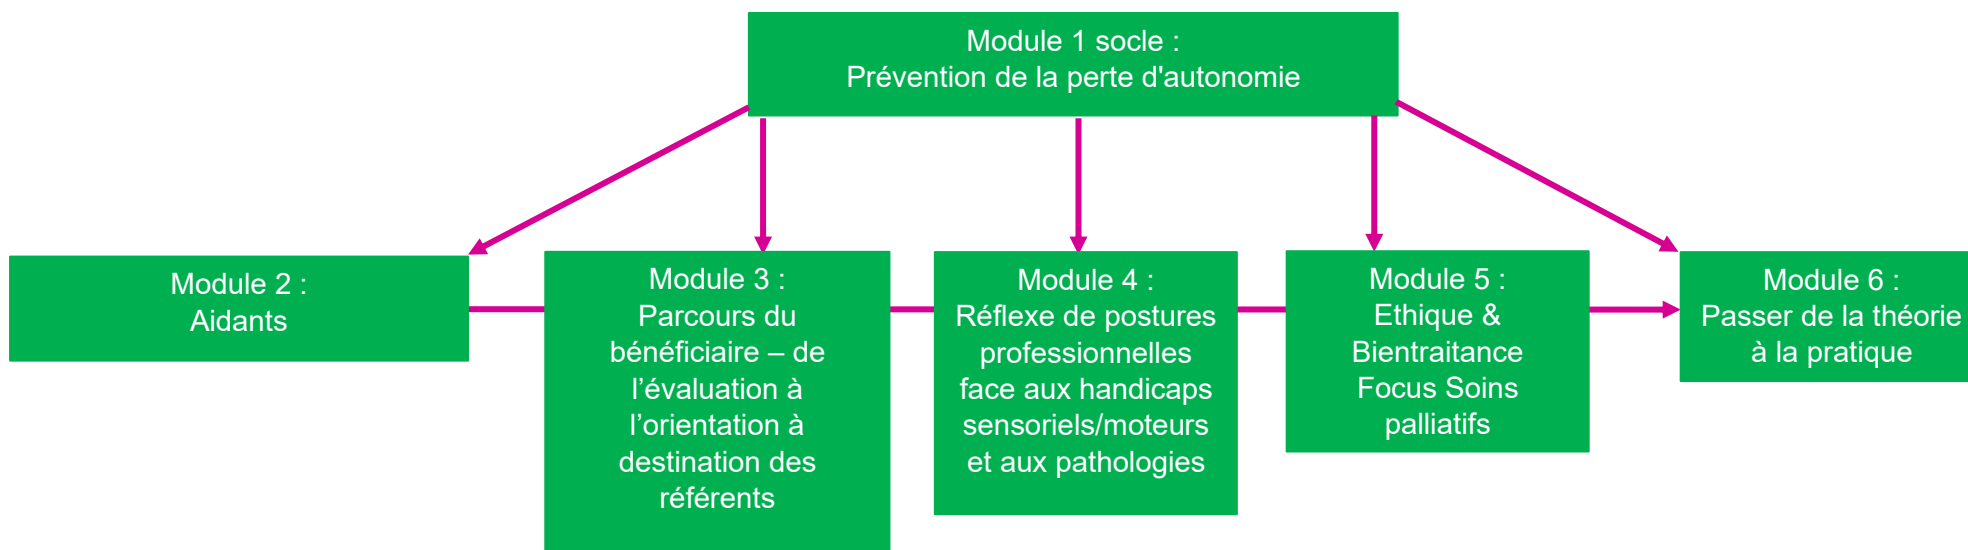 Module 1 socle :
Prévention de la perte d'autonomie
Module 2 :
Aidants
Module 3 :
Parcours du
bénéficiaire – de
l’évaluation à
l’orientation à
destination des
référents
Module 4 :
Réflexe de postures
professionnelles
face aux handicaps
sensoriels/moteurs
et aux pathologies
Module 5 :
Ethique &
Bientraitance
Focus Soins
palliatifs
Module 6 :
Passer de la théorie
à la pratique